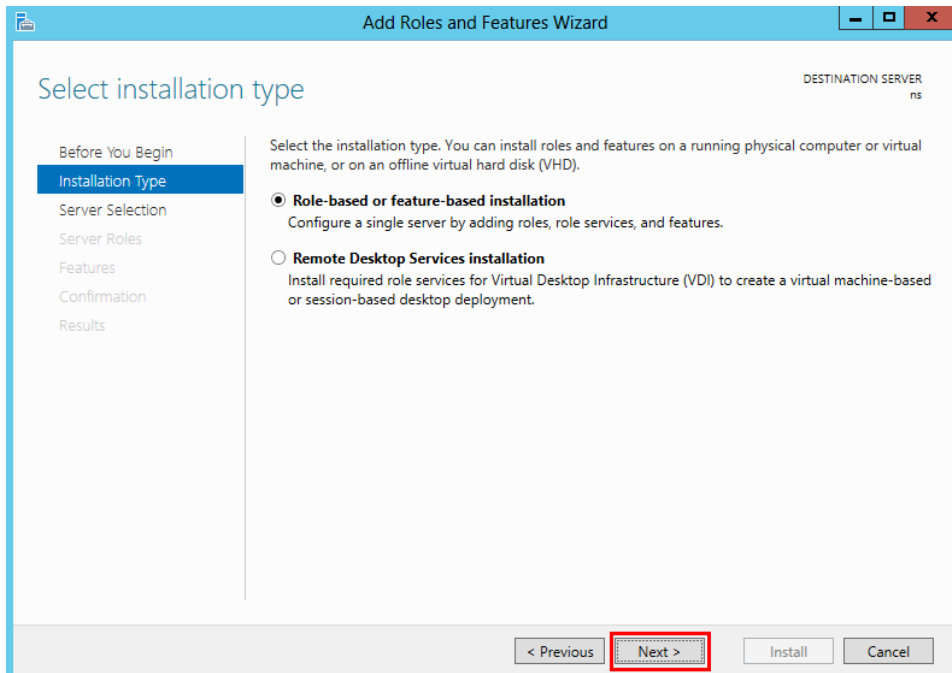 Add Roles and Features Wizard
x
Select installation type
DESTINATION SERVER
ns
Before You Begin
Installation Type
Server Selection
Server Roles
Features
Confirmation
Results
Select the installation type. You can install roles and features on a running physical computer or virtual
machine, or on an offline virtual hard disk (VHD).
Role-based or feature-based installation
Configure a single server by adding roles, role services, and features.
Remote Desktop Services installation
Install required role services for Virtual Desktop Infrastructure (VDI) to create a virtual machine-based
or session-based desktop deployment.
< Previous
Next >
Install
Cancel